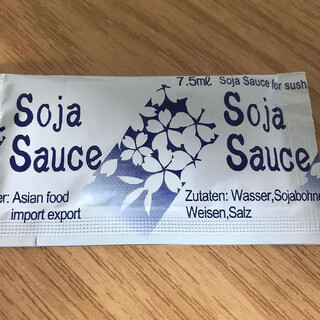 7.5mℓ Soja Sauce for sush
Soja
Sauce
Soja
Sauce
er: Asian food
import export
Zutaten: Wasser,Sojabohne
Weisen,Salz